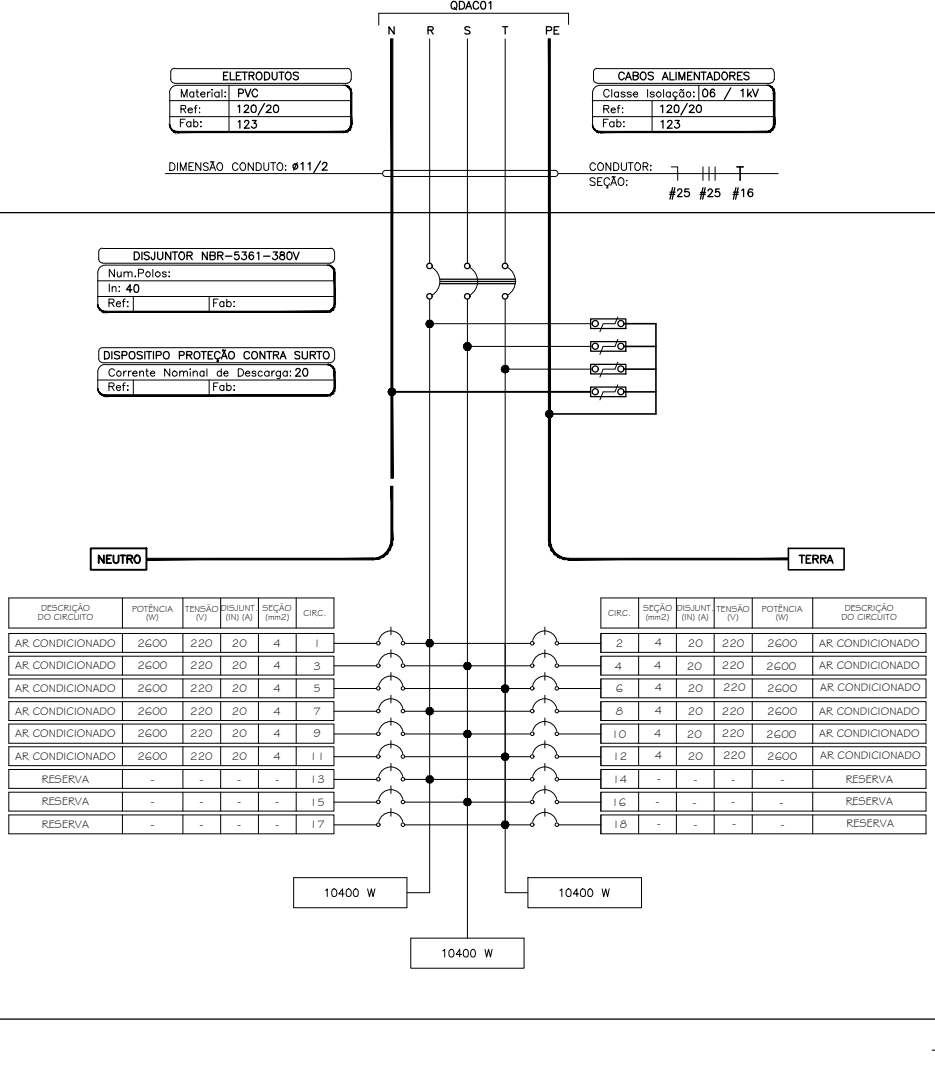 QDAC01
N R S T PE
ELETRODUTOS
Material: PVC
Ref: 120/20
Fab: 123
CABOS ALIMENTADORES
Classe Isolação: 06 / 1kV
Ref: 120/20
Fab: 123
DIMENSÃO CONDUTO: ø11/2
CONDUTOR:
SEÇÃO:
#25 #25 #16
DISJUNTOR NBR-5361-380V
Num.Polos:
In: 40
Ref: Fab:
DISPOSITIPO PROTEÇÃO CONTRA SURTO
Corrente Nominal de Descarga: 20
Ref: Fab:
NEUTRO
TERRA
DESCRIÇÃO DO CIRCUITO POTÊNCIA (W) TENSÃO (V) DISJUNT. (IN) (A) SEÇÃO (mm2) CIRC.
AR CONDICIONADO 2600 220 20 4 1
AR CONDICIONADO 2600 220 20 4 3
AR CONDICIONADO 2600 220 20 4 5
AR CONDICIONADO 2600 220 20 4 7
AR CONDICIONADO 2600 220 20 4 9
AR CONDICIONADO 2600 220 20 4 11
RESERVA - - - - 13
RESERVA - - - - 15
RESERVA - - - - 17
CIRC. SEÇÃO (mm2) DISJUNT. (IN) (A) TENSÃO (V) POTÊNCIA (W) DESCRIÇÃO DO CIRCUITO
2 4 20 220 2600 AR CONDICIONADO
4 4 20 220 2600 AR CONDICIONADO
6 4 20 220 2600 AR CONDICIONADO
8 4 20 220 2600 AR CONDICIONADO
10 4 20 220 2600 AR CONDICIONADO
12 4 20 220 2600 AR CONDICIONADO
14 - - - - RESERVA
16 - - - - RESERVA
18 - - - - RESERVA
10400 W
10400 W
10400 W